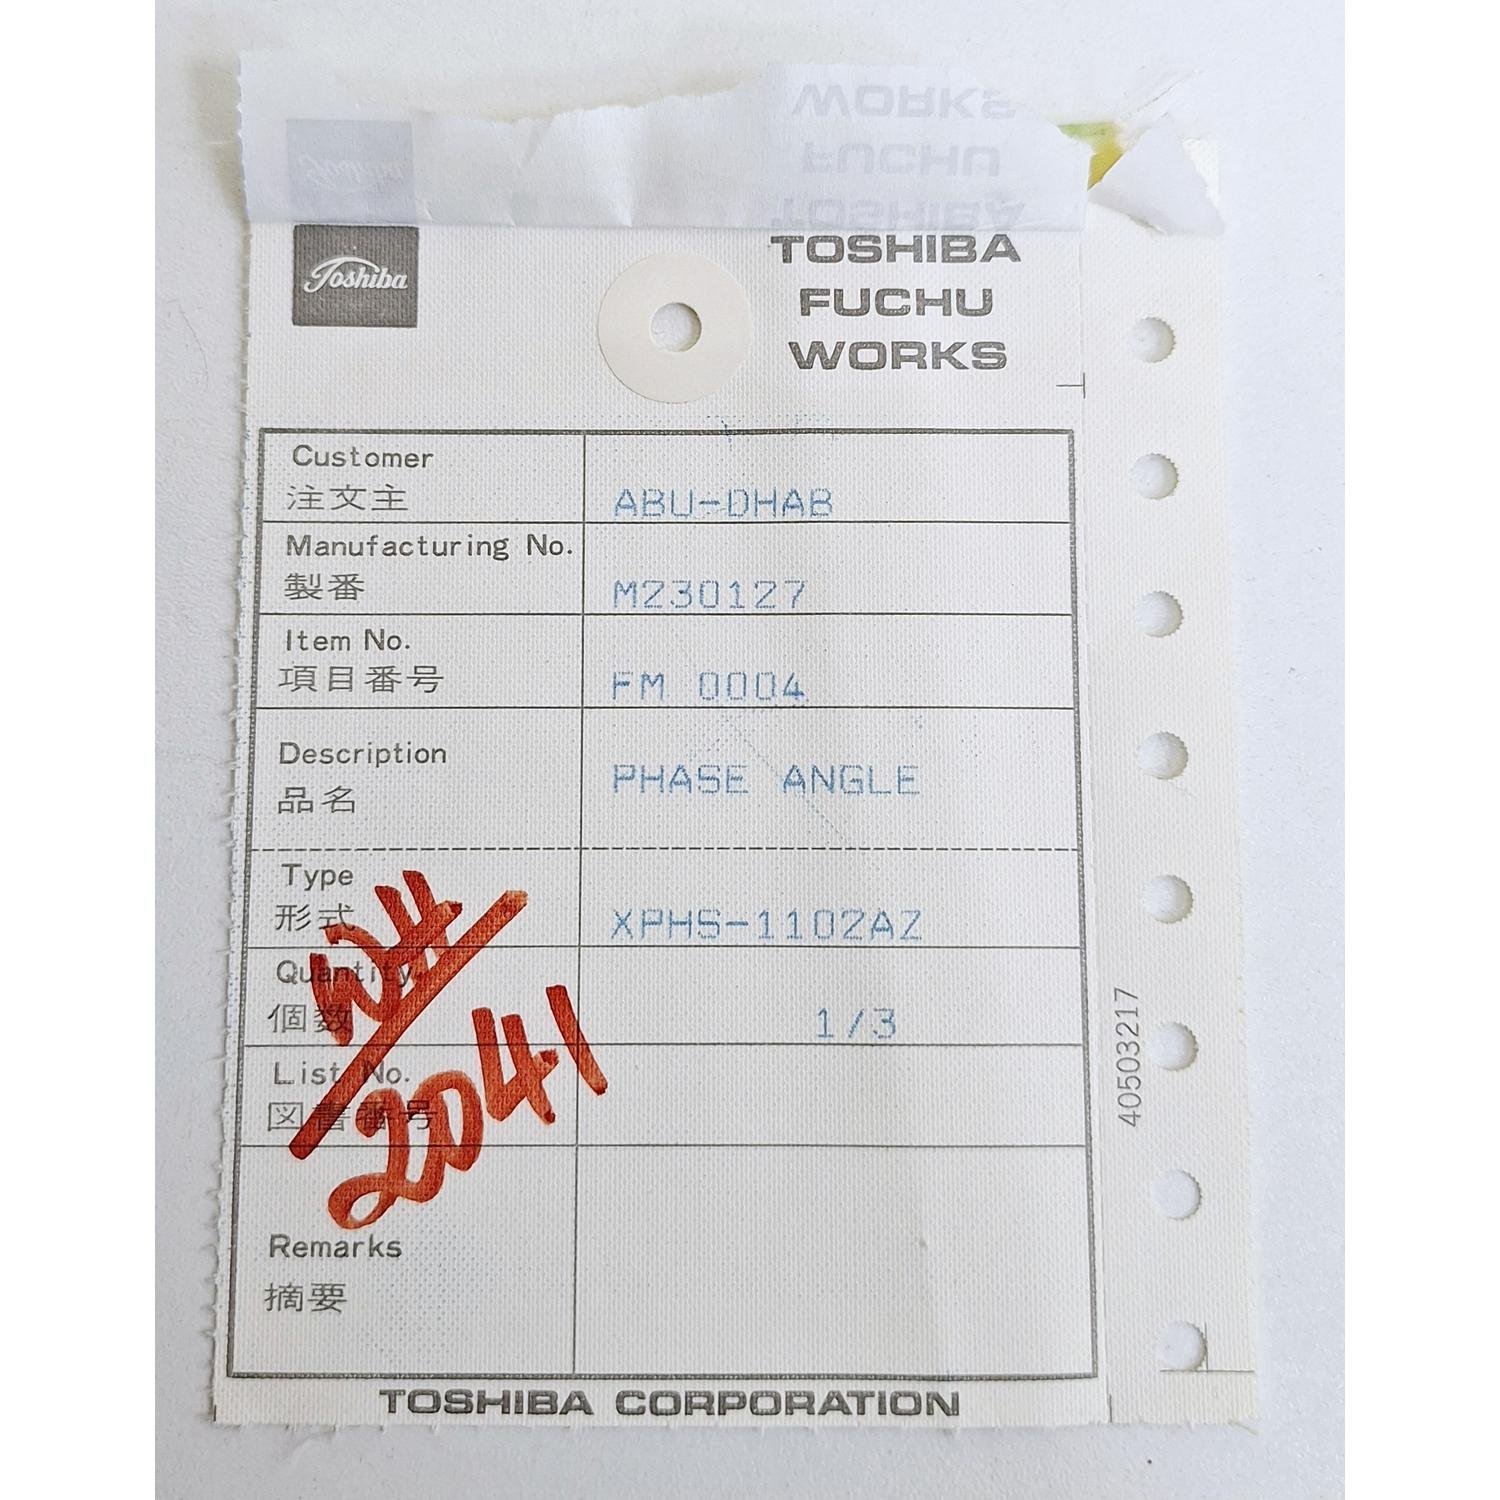 Toshiba
TOSHIBA
FUCHU
WORKS
Customer
注文主
ABU-DHAB
Manufacturing No.
製番
MZ30127
Item No.
項目番号
FM 0004
Description
品名
PHASE ANGLE
Type
形式
XPHS-1102AZ
Quantity
個数
1/3
List No.
図書番号
2041
Remarks
摘要
40503217
TOSHIBA CORPORATION